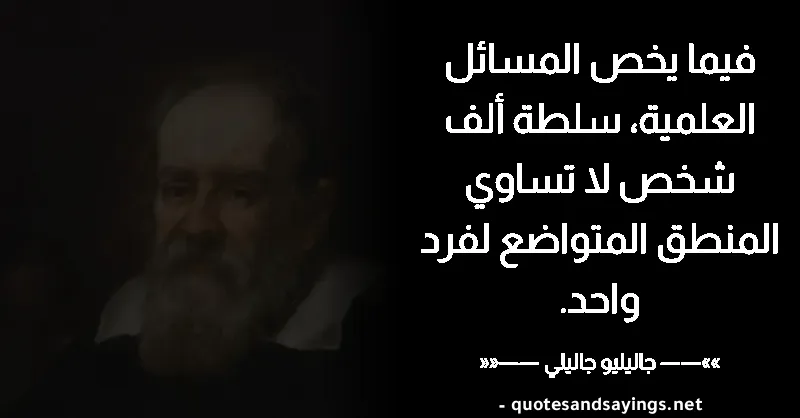 فيما يخص المسائل
العلمية، سلطة ألف
شخص لا تساوي
المنطق المتواضع لفرد
واحد.
»»—— جاليليو جاليلي ——««
- quotesandsayings.net